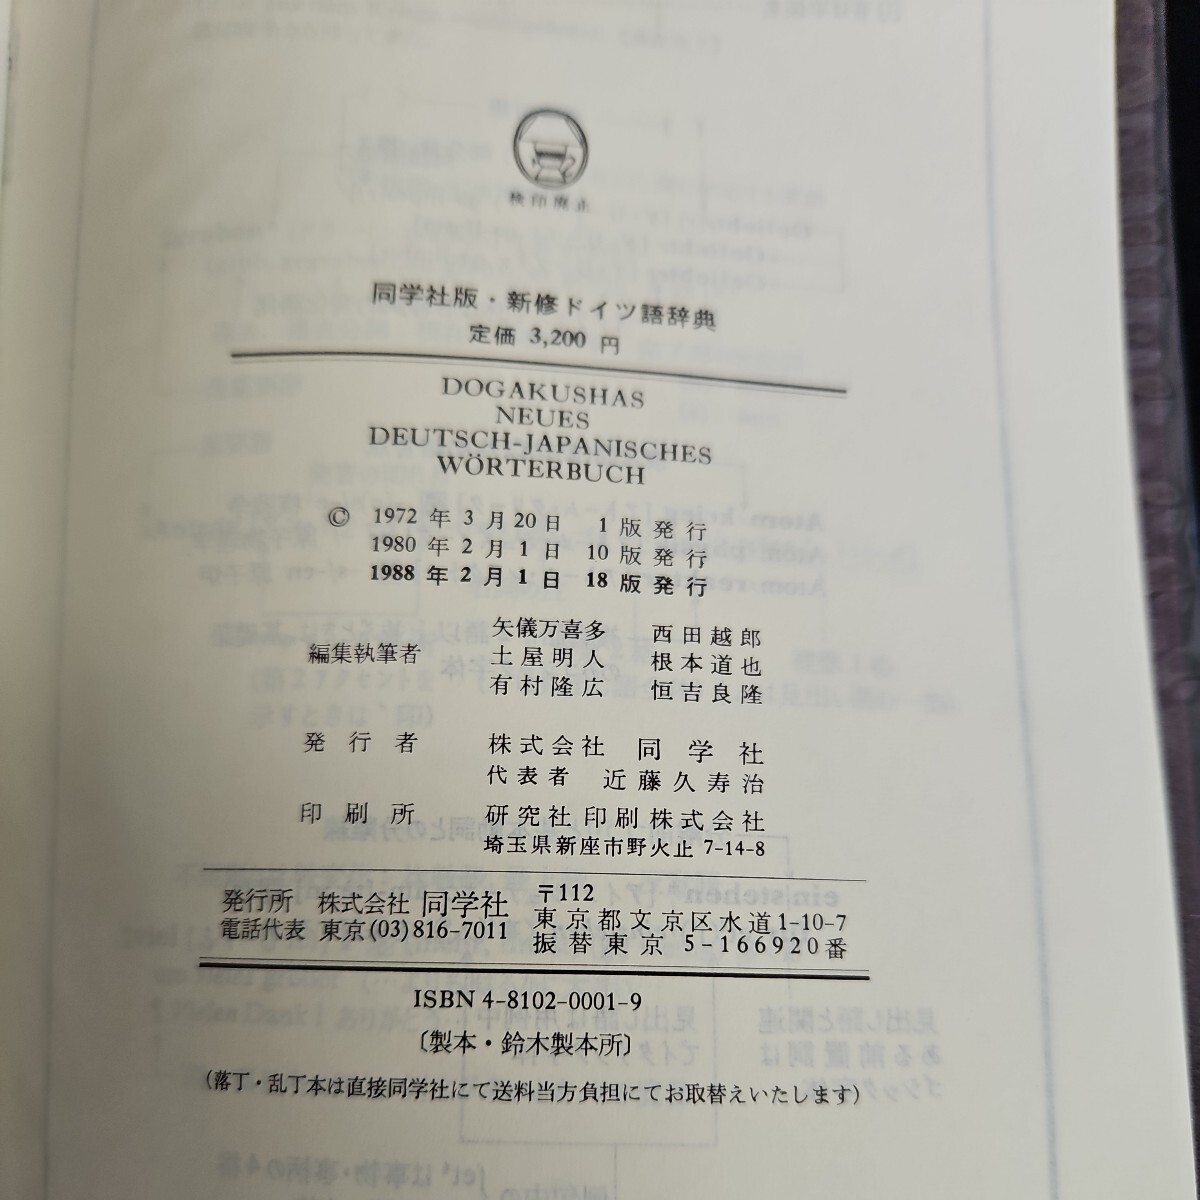 検印廃止
同学社版・新修ドイツ語辞典
定価 3,200 円
DOGAKUSHAS
NEUES
DEUTSCH-JAPANISCHES
WÖRTERBUCH
© 1972 年 3 月 20 日 1 版 発 行
1980 年 2 月 1 日 10 版 発 行
1988 年 2 月 1 日 18 版 発 行
編集執筆者
矢儀万喜多 西田越郎
土屋明人 根本道也
有村隆広 恒吉良隆
発行者 株式会社 同学社
代表者 近藤久寿治
印刷所 研究社印刷株式会社
埼玉県新座市野火止 7-14-8
発行所 株式会社 同学社
電話代表 東京(03)816-7011
〒112
東京都文京区水道1-10-7
振替東京 5-166920番
ISBN 4-8102-0001-9
〔製本・鈴木製本所〕
(落丁・乱丁本は直接同学社にて送料当方負担にてお取替えいたします)